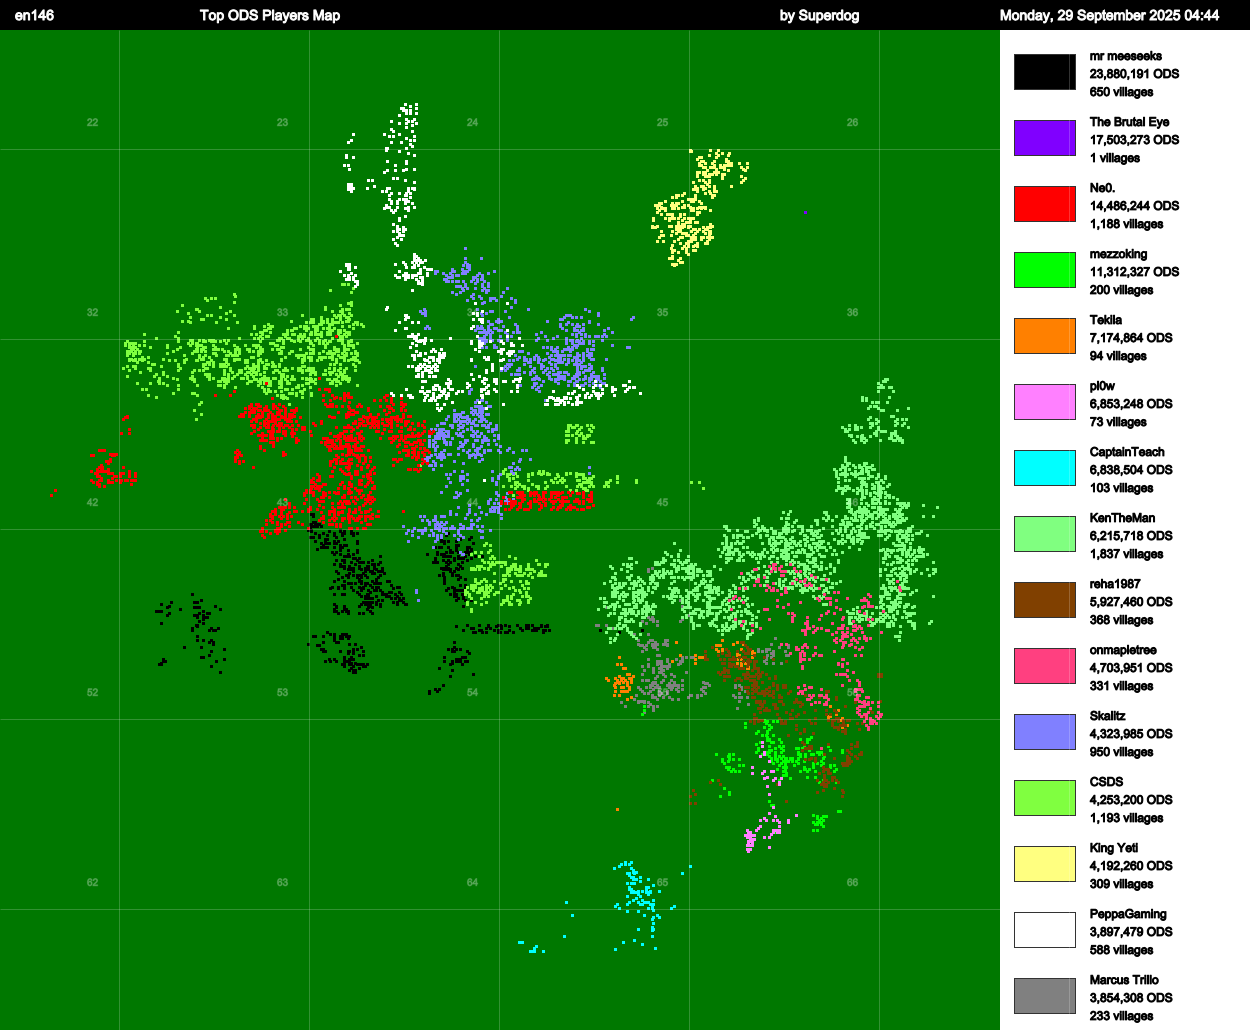 en146 Top ODS Players Map by Superdog Monday, 29 September 2025 04:44
mr meeseeks
23,880,191 ODS
650 villages
The Brutal Eye
17,503,273 ODS
1 villages
Ne0.
14,486,244 ODS
1,188 villages
mezzoking
11,312,327 ODS
200 villages
Tekila
7,174,864 ODS
94 villages
pl0w
6,853,248 ODS
73 villages
CaptainTeach
6,838,504 ODS
103 villages
KenTheMan
6,215,718 ODS
1,837 villages
reha1987
5,927,460 ODS
368 villages
onmapletree
4,703,951 ODS
331 villages
Skalitz
4,323,985 ODS
950 villages
CSDS
4,253,200 ODS
1,193 villages
King Yeti
4,192,260 ODS
309 villages
PeppaGaming
3,897,479 ODS
588 villages
Marcus Trillo
3,854,308 ODS
233 villages
22 23 24 25 26
32 33 34 35 36
42 43 44 45
52 53 54
62 63 64 65 66